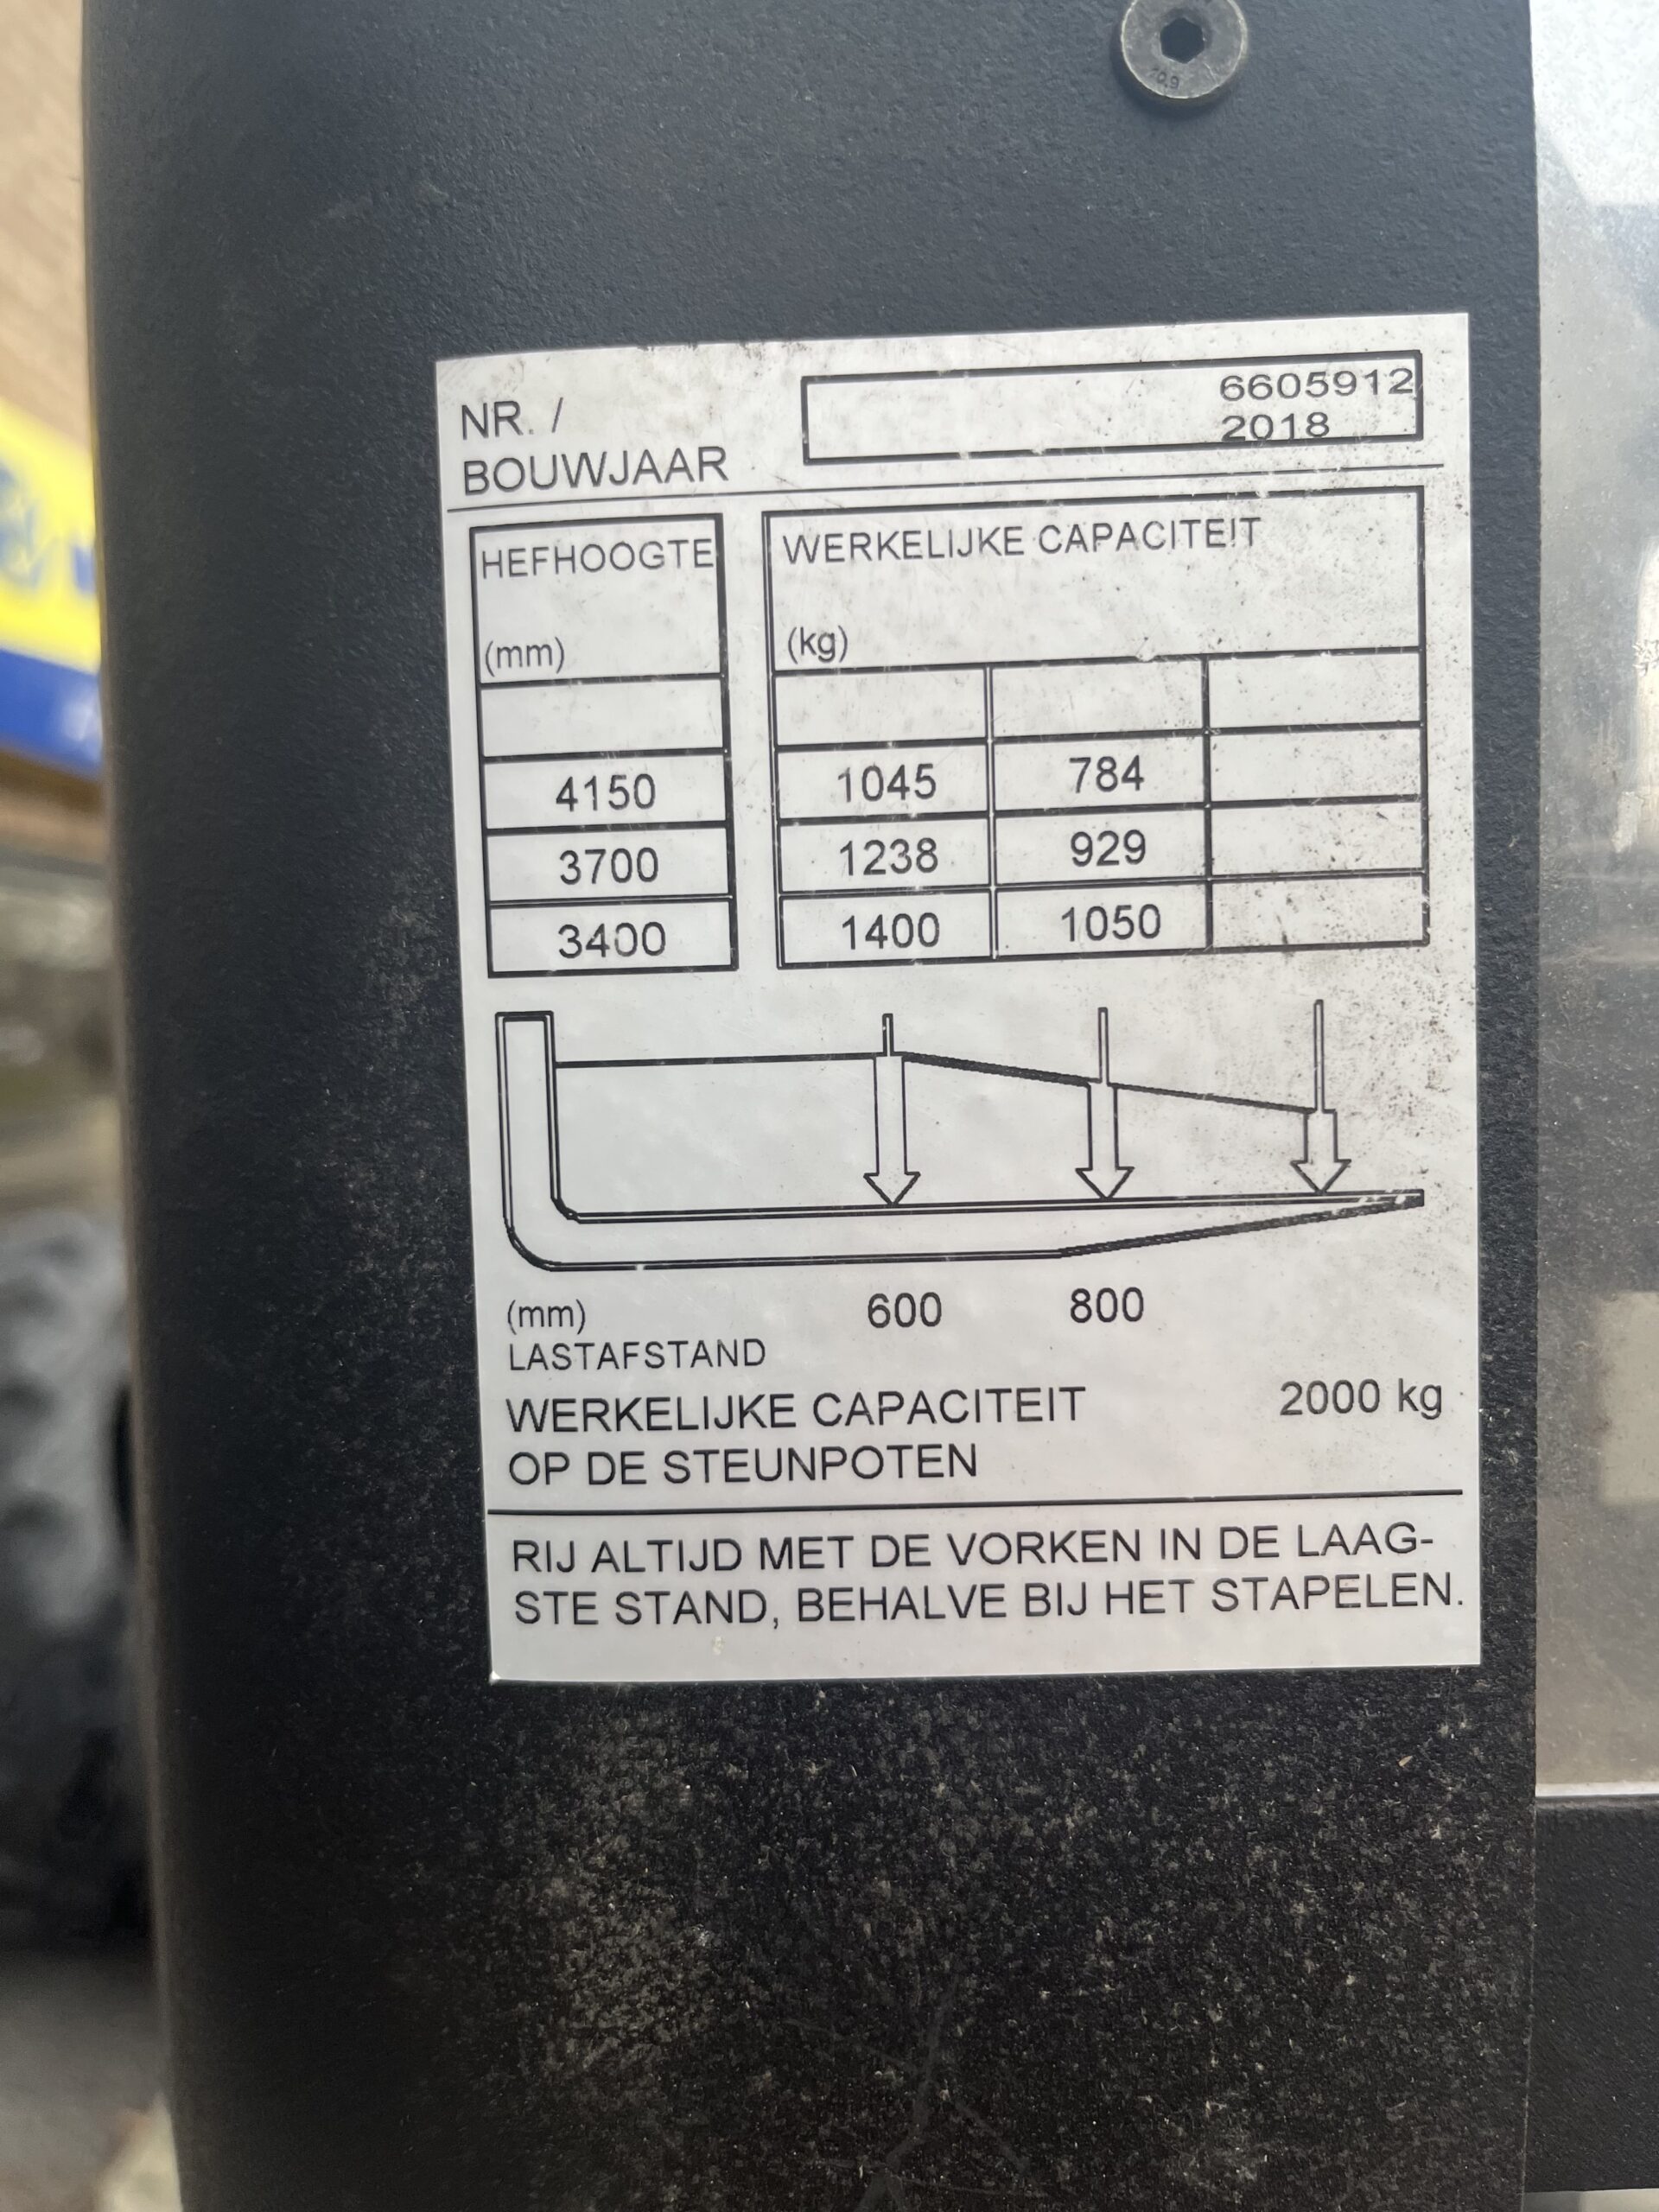 10.9
6605912
NR. /
2018
BOUWJAAR
HEFHOOGTE WERKELIJKE CAPACITEIT
(mm) (kg)
4150 1045 784
3700 1238 929
3400 1400 1050
(mm) 600 800
LASTAFSTAND
WERKELIJKE CAPACITEIT 2000 kg
OP DE STEUNPOTEN
RIJ ALTIJD MET DE VORKEN IN DE LAAG-
STE STAND, BEHALVE BIJ HET STAPELEN.